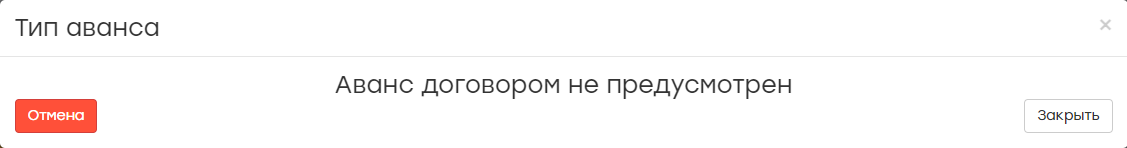 Тип аванса
×
Аванс договором не предусмотрен
Отмена
Закрыть